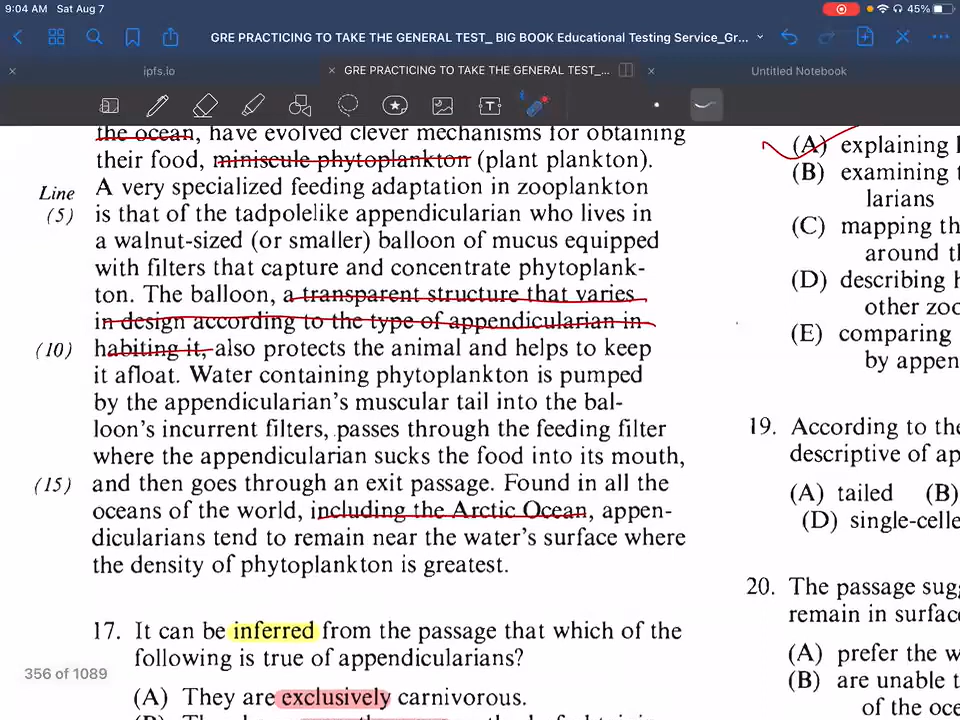 9:04 AM Sat Aug 7
45%
GRE PRACTICING TO TAKE THE GENERAL TEST_ BIG BOOK Educational Testing Service_Gr...
ipfs.io
GRE PRACTICING TO TAKE THE GENERAL TEST_...
Untitled Notebook
the ocean, have evolved clever mechanisms for obtaining
their food, miniscule phytoplankton (plant plankton).
Line A very specialized feeding adaptation in zooplankton
(5) is that of the tadpolelike appendicularian who lives in
a walnut-sized (or smaller) balloon of mucus equipped
with filters that capture and concentrate phytoplank-
ton. The balloon, a transparent structure that varies
in design according to the type of appendicularian in
(10) habiting it, also protects the animal and helps to keep
it afloat. Water containing phytoplankton is pumped
by the appendicularian's muscular tail into the bal-
loon's incurrent filters, passes through the feeding filter
where the appendicularian sucks the food into its mouth,
(15) and then goes through an exit passage. Found in all the
oceans of the world, including the Arctic Ocean, appen-
dicularians tend to remain near the water's surface where
the density of phytoplankton is greatest.
17. It can be inferred from the passage that which of the
following is true of appendicularians?
(A) They are exclusively carnivorous.
356 of 1089
(A) explaining
(B) examining
larians
(C) mapping
around
(D) describing
other
(E) comparing
by
19. According to the
descriptive of
(A) tailed (B)
(D)
20. The passage
remain in
(A) prefer the
(B) are unable
of the